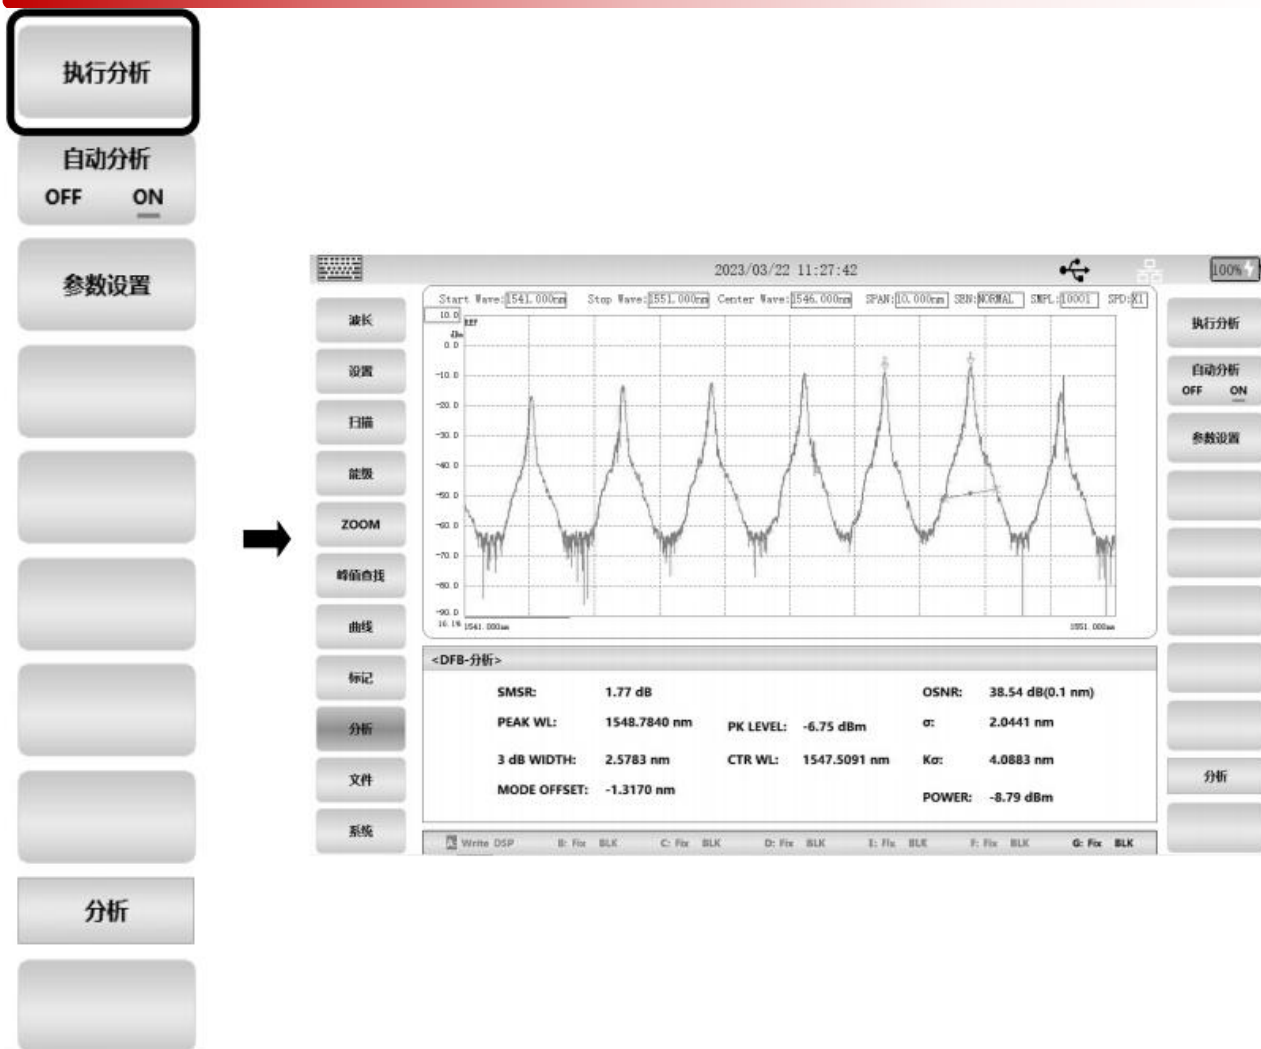 执行分析
自动分析
OFF ON
参数设置
分析
2023/03/22 11:27:42
100%
Start Wave:1541.000nm Stop Wave:1551.000nm Center Wave:1546.000nm SPAN:10.000nm SEN:NORMAL SMPL:10001 SPD:X1
10.0 REF
dBm
0.0
-10.0
-20.0
-30.0
-40.0
-50.0
-60.0
-70.0
-80.0
-90.0
16.1% 1541.000nm 1551.000nm
波长
设置
扫描
能级
ZOOM
峰值查找
曲线
标记
分析
文件
系统
<DFB-分析>
SMSR: 1.77 dB OSNR: 38.54 dB(0.1 nm)
PEAK WL: 1548.7840 nm PK LEVEL: -6.75 dBm σ: 2.0441 nm
3 dB WIDTH: 2.5783 nm CTR WL: 1547.5091 nm Kσ: 4.0883 nm
MODE OFFSET: -1.3170 nm POWER: -8.79 dBm
A: Write DSP B: Fix BLK C: Fix BLK D: Fix BLK E: Fix BLK F: Fix BLK G: Fix BLK
执行分析
自动分析
OFF ON
参数设置
分析